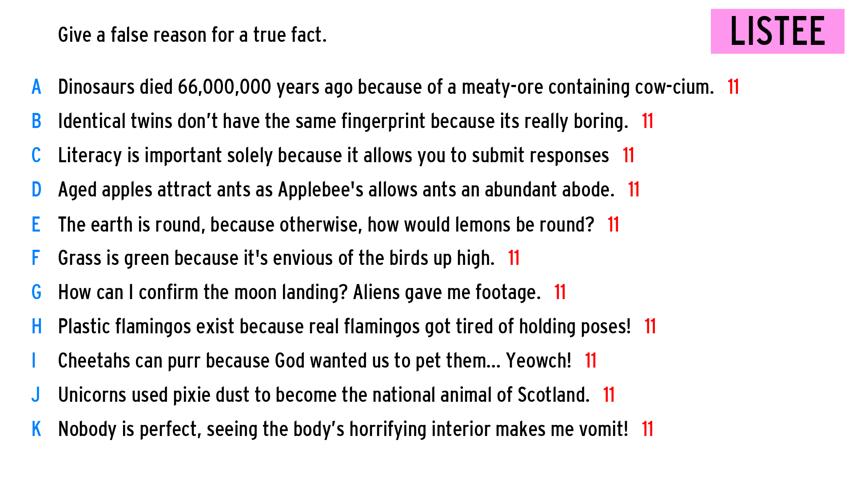 Give a false reason for a true fact.
LISTEE
A Dinosaurs died 66,000,000 years ago because of a meaty-ore containing cow-cium. 11
B Identical twins don’t have the same fingerprint because its really boring. 11
C Literacy is important solely because it allows you to submit responses 11
D Aged apples attract ants as Applebee's allows ants an abundant abode. 11
E The earth is round, because otherwise, how would lemons be round? 11
F Grass is green because it's envious of the birds up high. 11
G How can I confirm the moon landing? Aliens gave me footage. 11
H Plastic flamingos exist because real flamingos got tired of holding poses! 11
I Cheetahs can purr because God wanted us to pet them... Yeowch! 11
J Unicorns used pixie dust to become the national animal of Scotland. 11
K Nobody is perfect, seeing the body’s horrifying interior makes me vomit! 11